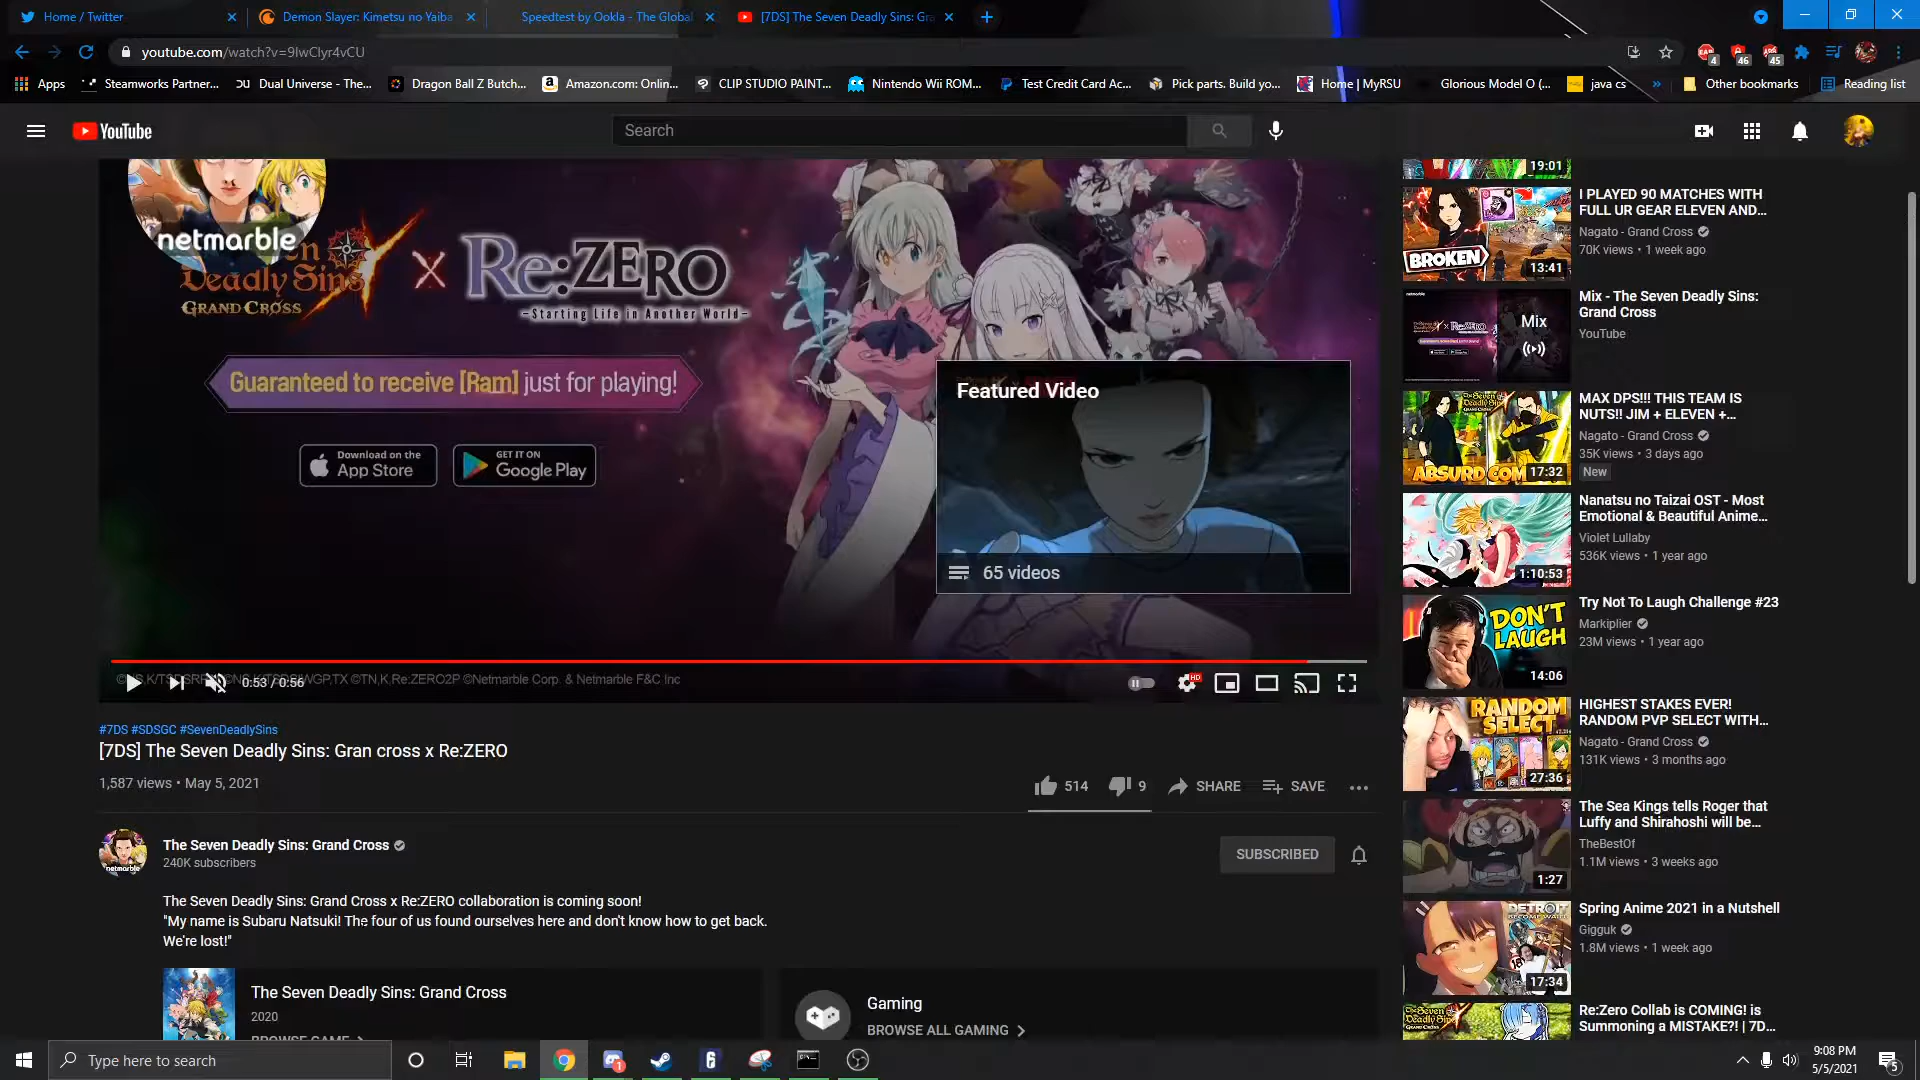 Home / Twitter
Demon Slayer: Kimetsu no Yaiba
Speedtest by Ookla - The Global
[7DS] The Seven Deadly Sins: Gra
youtube.com/watch?v=9lwClyr4vCU
4
46
45
Apps
Steamworks Partner...
Dual Universe - The...
Dragon Ball Z Butch...
Amazon.com: Onlin...
CLIP STUDIO PAINT...
Nintendo Wii ROM...
Test Credit Card Ac...
Pick parts. Build yo...
Home | MyRSU
Glorious Model O (...
java cs
»
Other bookmarks
Reading list
YouTube
Search
netmarble
Deadly Sins
GRAND CROSS
X
Re:ZERO
-Starting Life in Another World-
Guaranteed to receive [Ram] just for playing!
Download on the
App Store
GET IT ON
Google Play
Featured Video
65 videos
0:53 / 0:56
©TN,K,Re:ZERO2P ©Netmarble Corp. & Netmarble F&C Inc
HD
#7DS #SDSGC #SevenDeadlySins
[7DS] The Seven Deadly Sins: Gran cross x Re:ZERO
1,587 views • May 5, 2021
514
9
SHARE
SAVE
netmarble
The Seven Deadly Sins: Grand Cross
240K subscribers
SUBSCRIBED
The Seven Deadly Sins: Grand Cross x Re:ZERO collaboration is coming soon!
"My name is Subaru Natsuki! The four of us found ourselves here and don't know how to get back.
We're lost!"
The Seven Deadly Sins: Grand Cross
2020
BROWSE GAME
Gaming
BROWSE ALL GAMING
19:01
BROKEN
13:41
I PLAYED 90 MATCHES WITH
FULL UR GEAR ELEVEN AND...
Nagato - Grand Cross
70K views • 1 week ago
Mix
Mix - The Seven Deadly Sins:
Grand Cross
YouTube
ABSURD COM
17:32
MAX DPS!!! THIS TEAM IS
NUTS!! JIM + ELEVEN +...
Nagato - Grand Cross
35K views • 3 days ago
New
1:10:53
Nanatsu no Taizai OST - Most
Emotional & Beautiful Anime...
Violet Lullaby
536K views • 1 year ago
DON'T
LAUGH
14:06
Try Not To Laugh Challenge #23
Markiplier
23M views • 1 year ago
RANDOM
SELECT
27:36
HIGHEST STAKES EVER!
RANDOM PVP SELECT WITH...
Nagato - Grand Cross
131K views • 3 months ago
1:27
The Sea Kings tells Roger that
Luffy and Shirahoshi will be...
TheBestOf
1.1M views • 3 weeks ago
DETROIT
17:34
Spring Anime 2021 in a Nutshell
Gigguk
1.8M views • 1 week ago
Re:Zero Collab is COMING! is
Summoning a MISTAKE?! | 7D...
Type here to search
1
9:08 PM
5/5/2021
5